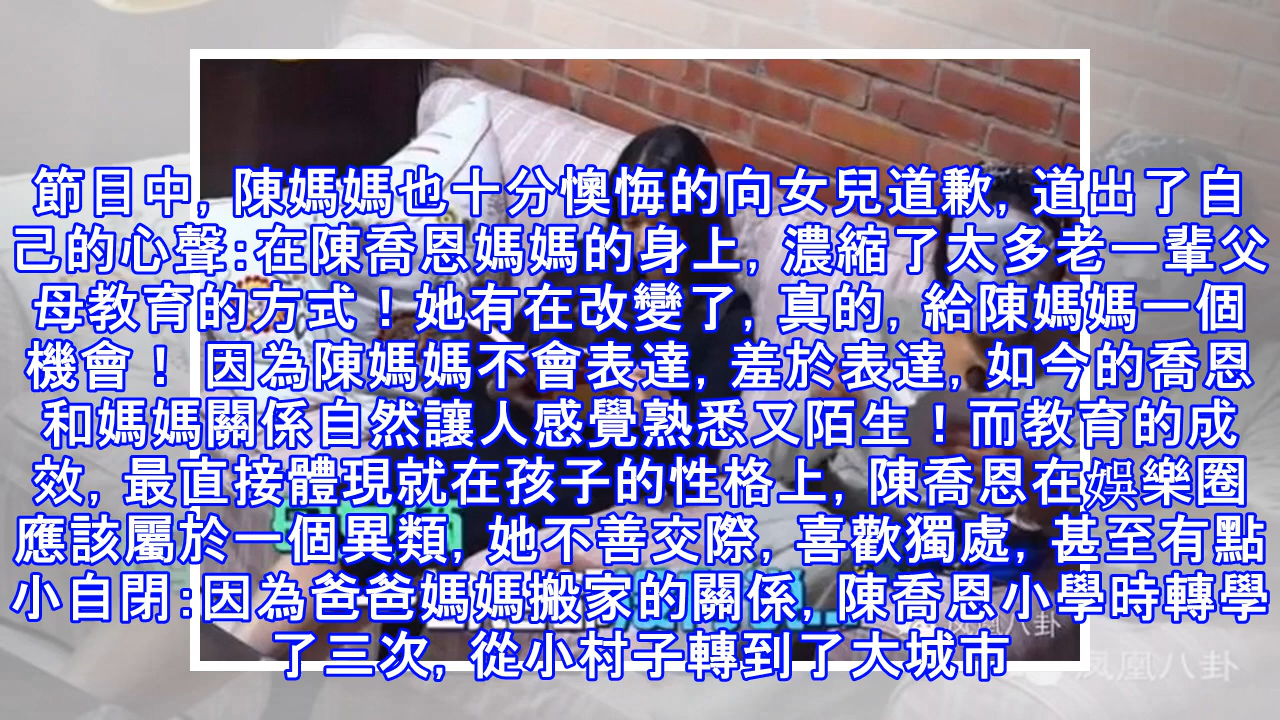 節目中, 陳媽媽也十分懊悔的向女兒道歉, 道出了自
己的心聲:在陳喬恩媽媽的身上, 濃縮了太多老一輩父
母教育的方式！她有在改變了, 真的, 給陳媽媽一個
機會！ 因為陳媽媽不會表達, 羞於表達, 如今的喬恩
和媽媽關係自然讓人感覺熟悉又陌生！而教育的成
效, 最直接體現就在孩子的性格上, 陳喬恩在娛樂圈
應該屬於一個異類, 她不善交際, 喜歡獨處, 甚至有點
小自閉:因為爸爸媽媽搬家的關係, 陳喬恩小學時轉學
了三次, 從小村子轉到了大城市
凰八卦
凤凰八卦